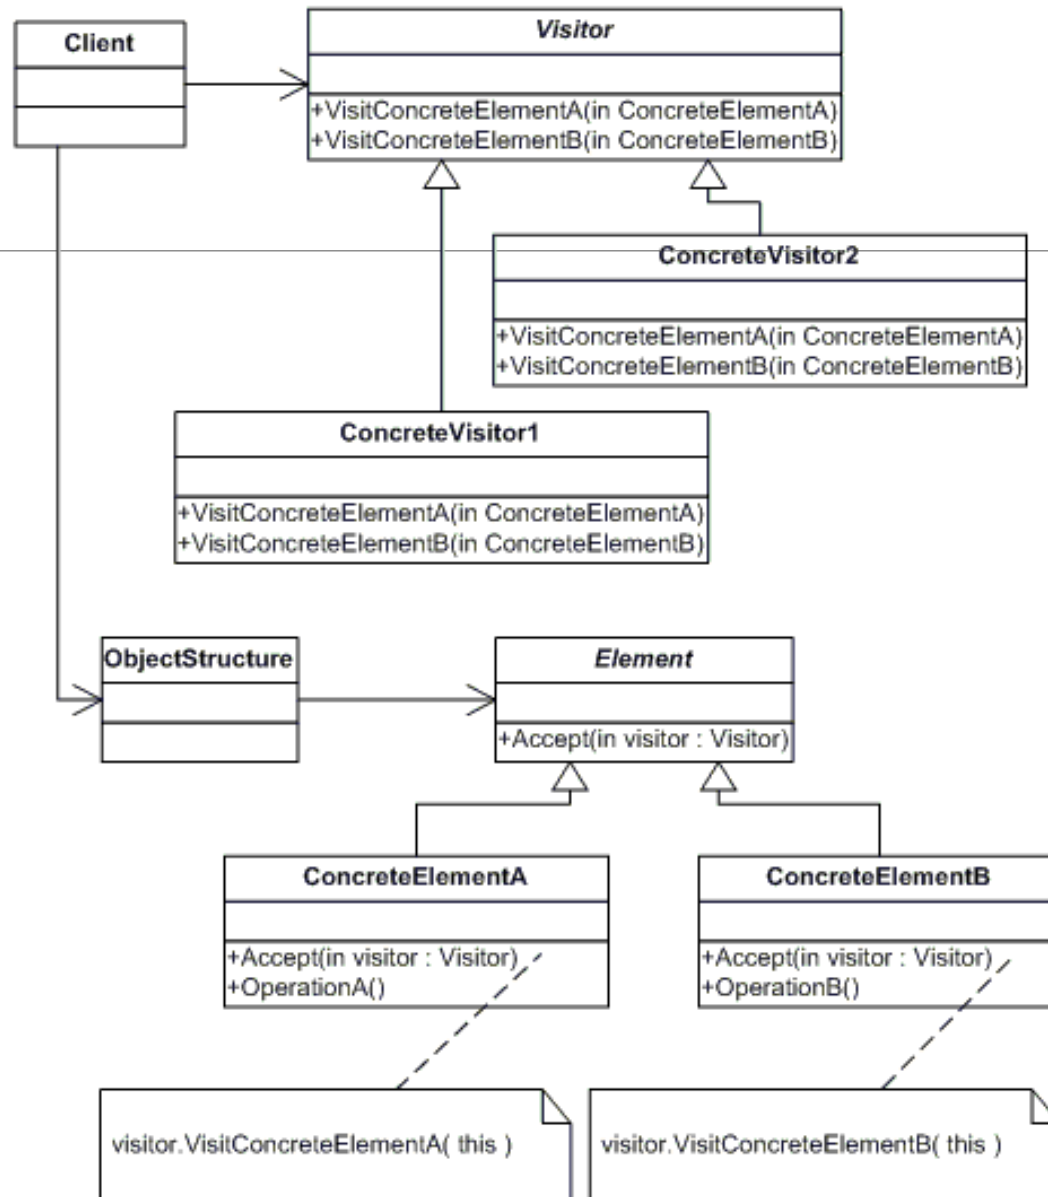 Client
Visitor
+VisitConcreteElementA(in ConcreteElementA)
+VisitConcreteElementB(in ConcreteElementB)
ConcreteVisitor2
+VisitConcreteElementA(in ConcreteElementA)
+VisitConcreteElementB(in ConcreteElementB)
ConcreteVisitor1
+VisitConcreteElementA(in ConcreteElementA)
+VisitConcreteElementB(in ConcreteElementB)
ObjectStructure
Element
+Accept(in visitor : Visitor)
ConcreteElementA
+Accept(in visitor : Visitor)
+OperationA()
ConcreteElementB
+Accept(in visitor : Visitor)
+OperationB()
visitor.VisitConcreteElementA( this )
visitor.VisitConcreteElementB( this )